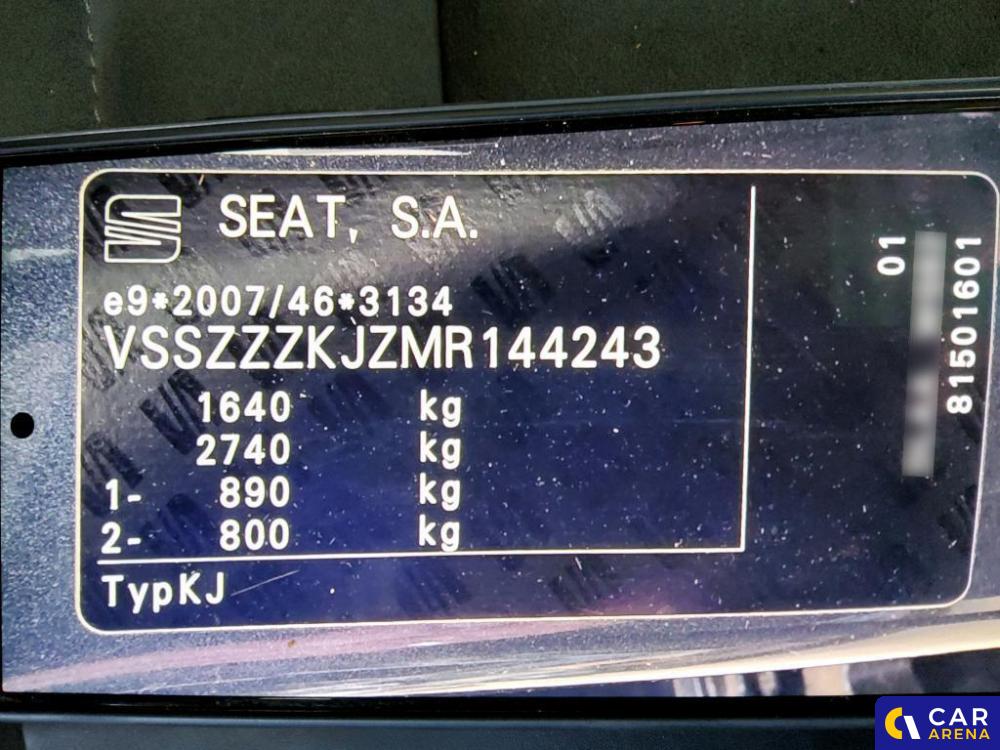 SEAT, S.A.
e9*2007/46*3134
VSSZZZKJZMR144243
1640 kg
2740 kg
1- 890 kg
2- 800 kg
TypKJ
01
81501601
CAR
ARENA